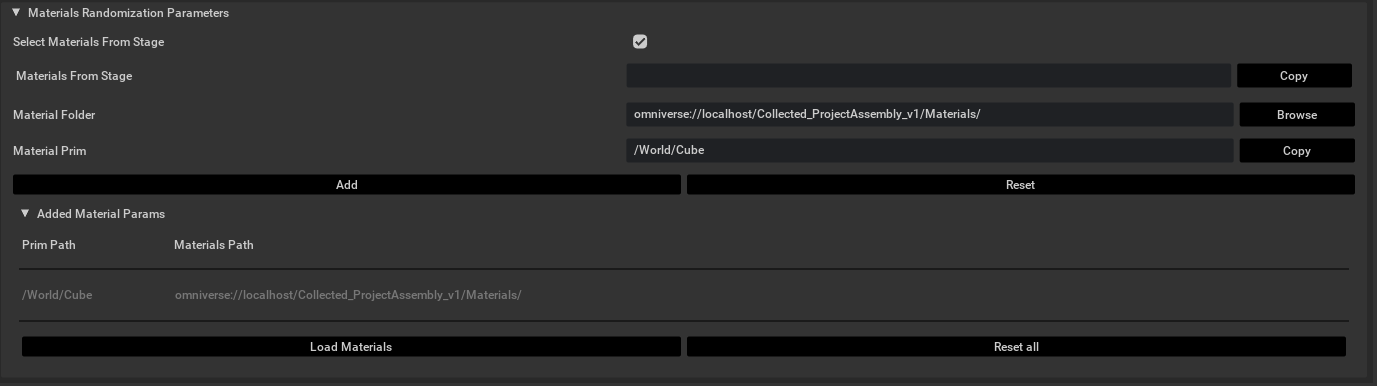 Materials Randomization Parameters
Select Materials From Stage
Materials From Stage Copy
Material Folder omniverse://localhost/Collected_ProjectAssembly_v1/Materials/ Browse
Material Prim /World/Cube Copy
Add Reset
Added Material Params
Prim Path Materials Path
/World/Cube omniverse://localhost/Collected_ProjectAssembly_v1/Materials/
Load Materials Reset all